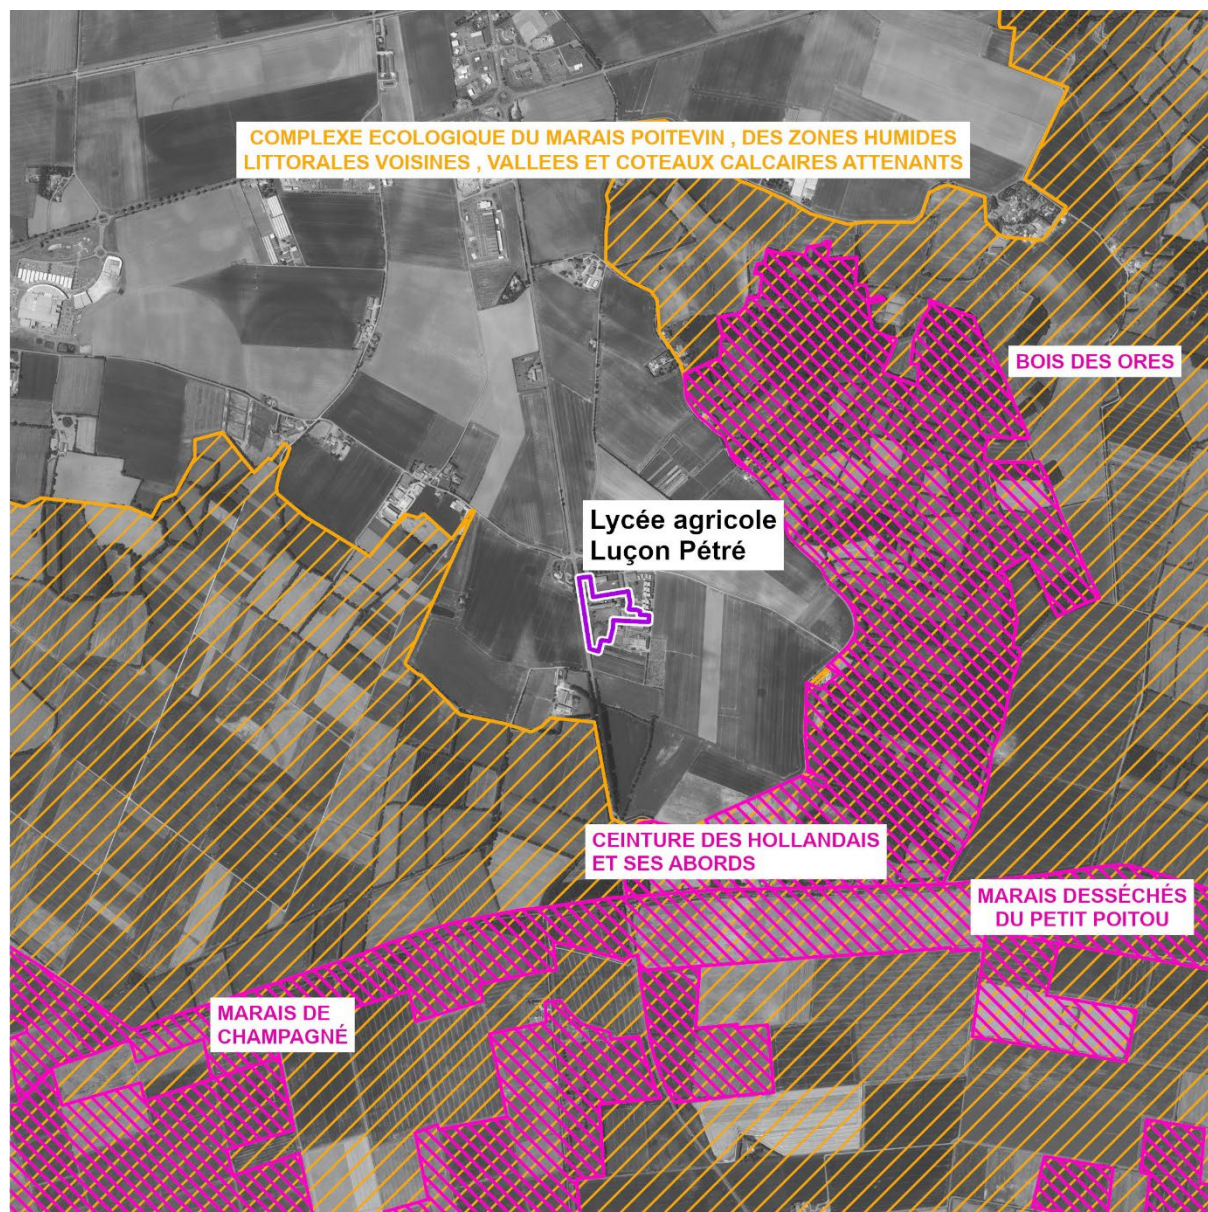 COMPLEXE ECOLOGIQUE DU MARAIS POITEVIN , DES ZONES HUMIDES
LITTORALES VOISINES , VALLEES ET COTEAUX CALCAIRES ATTENANTS
BOIS DES ORES
Lycée agricole
Luçon Pétré
CEINTURE DES HOLLANDAIS
ET SES ABORDS
MARAIS DESSÉCHÉS
DU PETIT POITOU
MARAIS DE
CHAMPAGNÉ